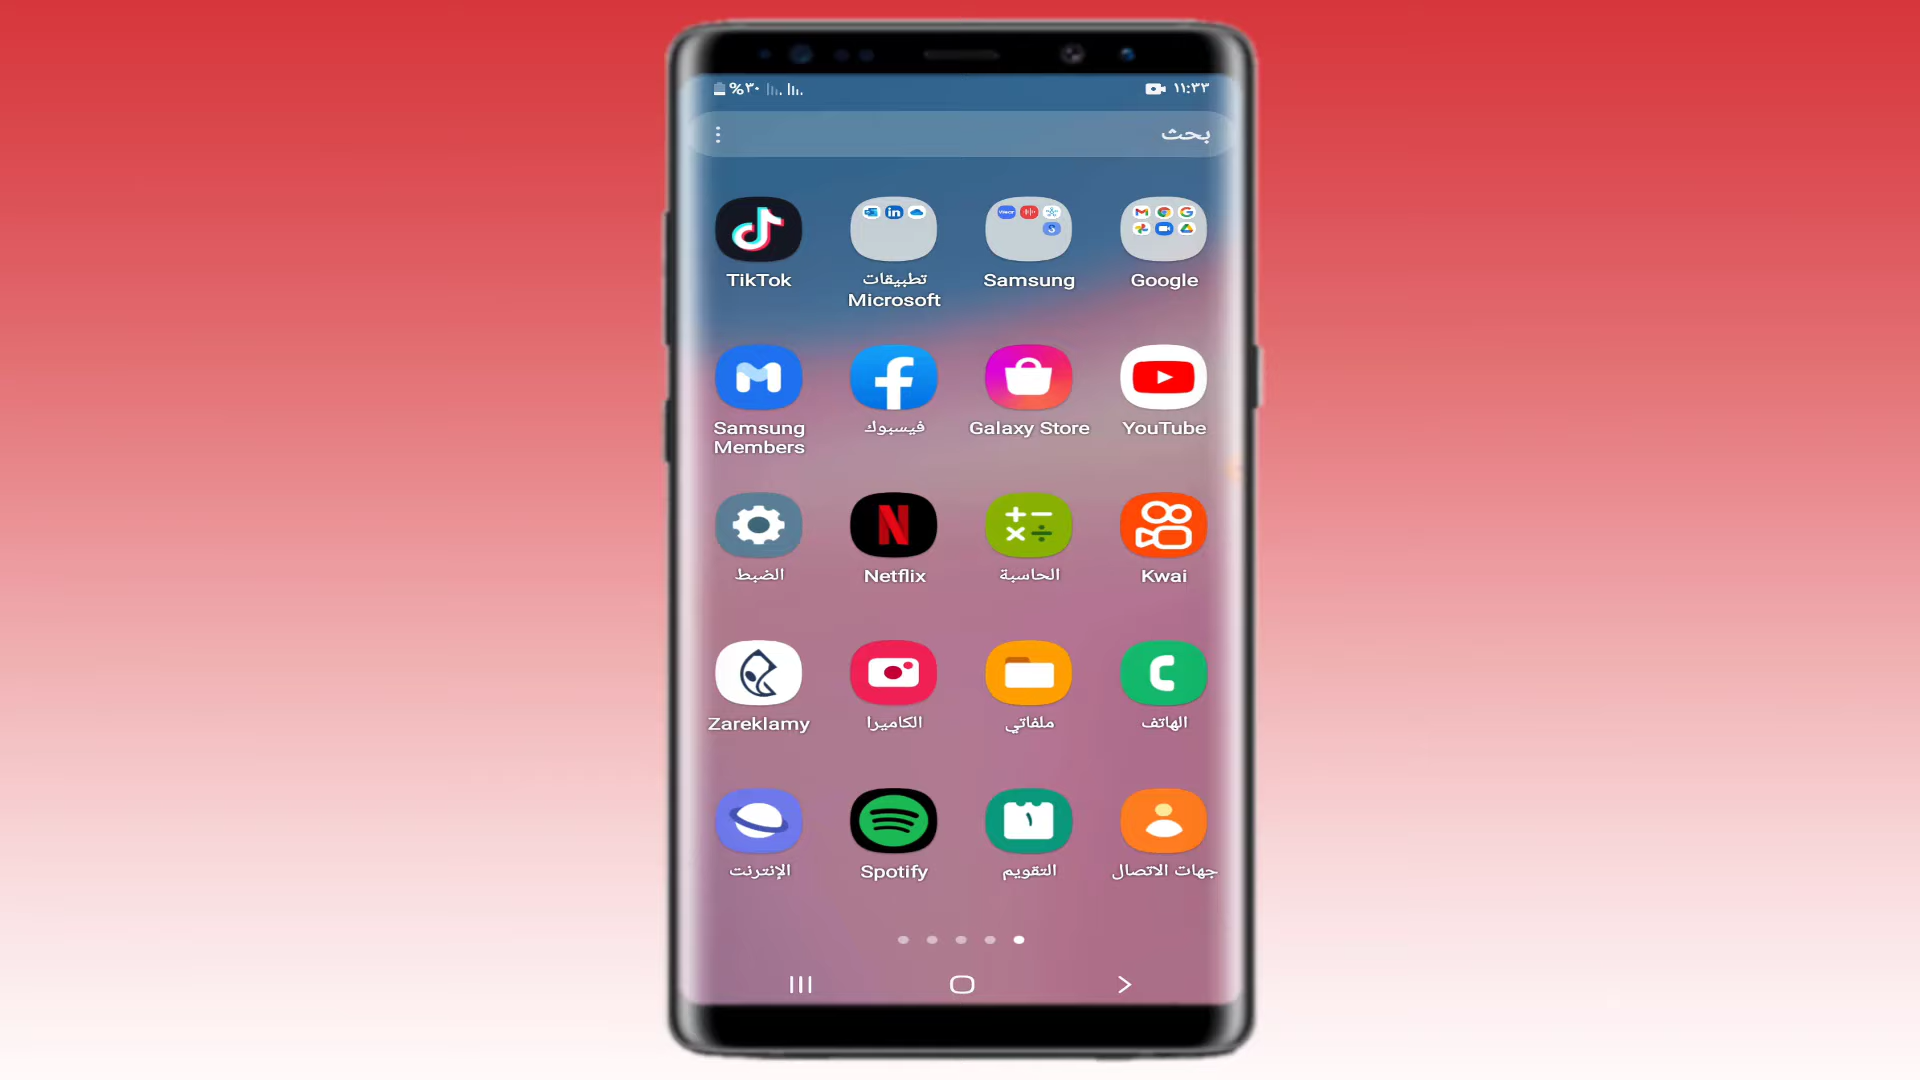 ١١:٣٣
%٣٠
بحث
Google
Samsung
تطبيقات
Microsoft
TikTok
YouTube
Galaxy Store
فيسبوك
Samsung
Members
Kwai
الحاسبة
Netflix
الضبط
الهاتف
ملفاتي
الكاميرا
Zareklamy
جهات الاتصال
١
التقويم
Spotify
الإنترنت